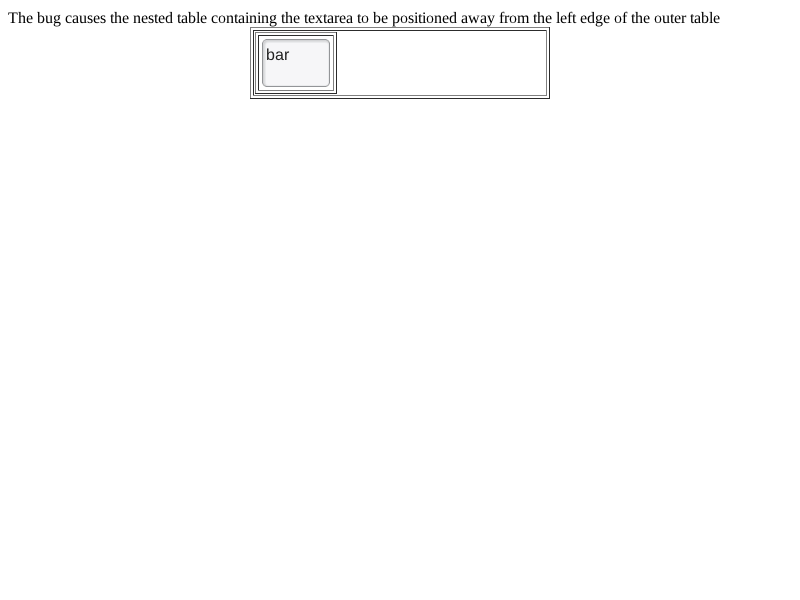 The bug causes the nested table containing the textarea to be positioned away from the left edge of the outer table
bar